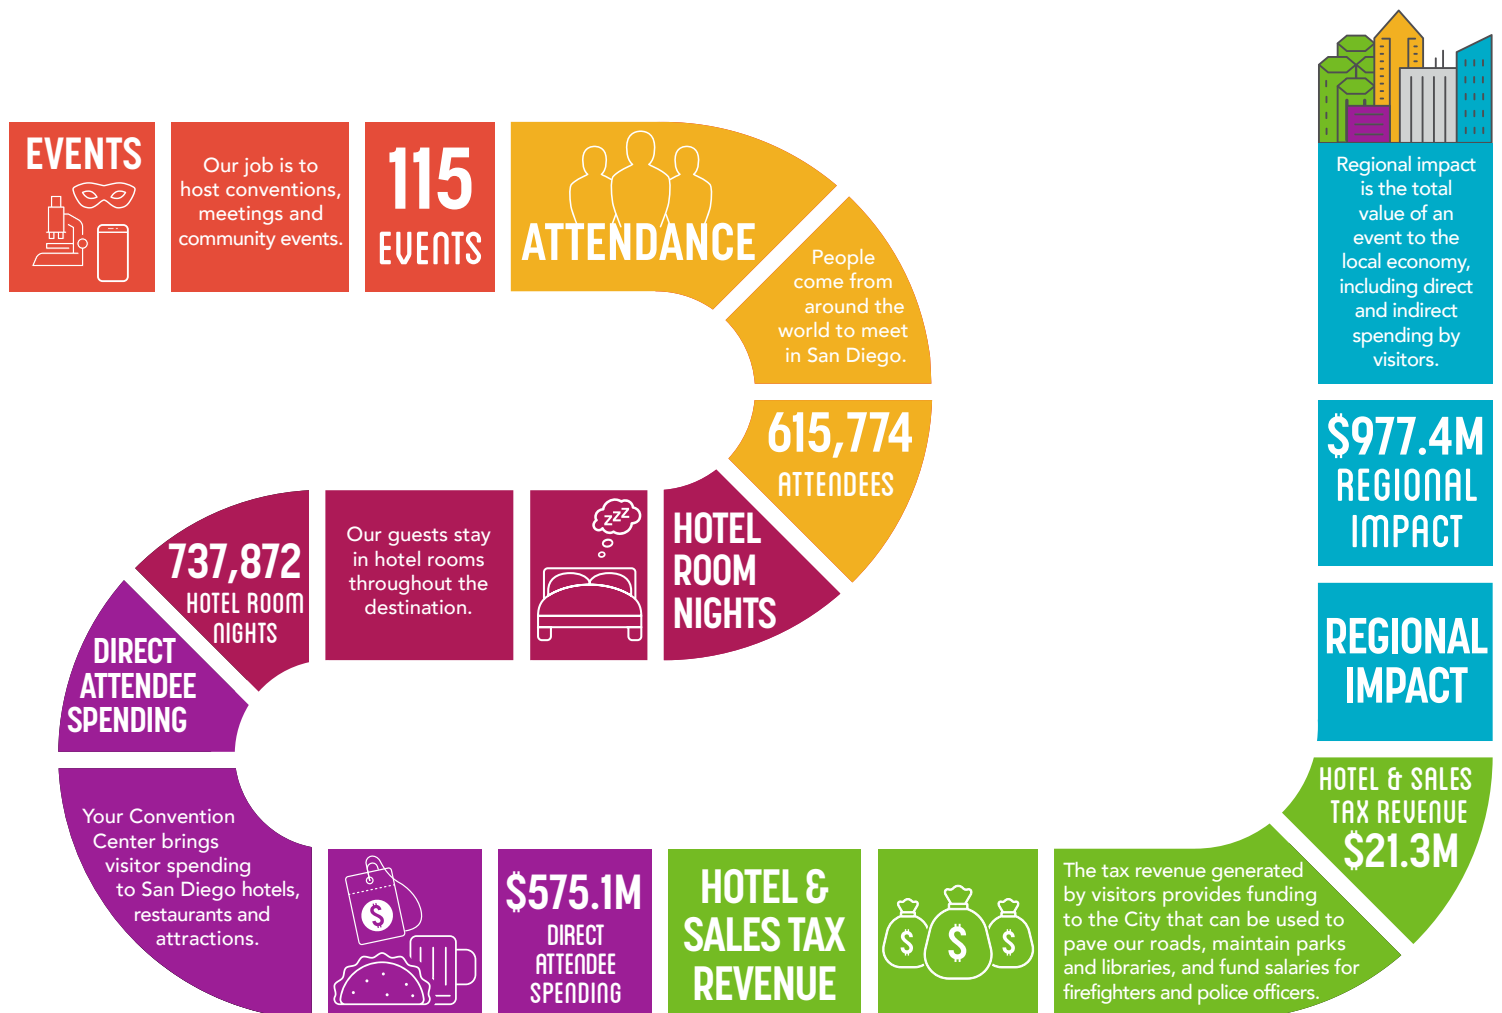 EVENTS
Our job is to
host conventions,
meetings and
community events.
115
EVENTS
ATTENDANCE
People
come from
around the
world to meet
in San Diego.
615,774
ATTENDEES
HOTEL
ROOM
NIGHTS
zzz
Our guests stay
in hotel rooms
throughout the
destination.
737,872
HOTEL ROOM
NIGHTS
DIRECT
ATTENDEE
SPENDING
Your Convention
Center brings
visitor spending
to San Diego hotels,
restaurants and
attractions.
$
$575.1M
DIRECT
ATTENDEE
SPENDING
HOTEL &
SALES TAX
REVENUE
$ $ $
The tax revenue generated
by visitors provides funding
to the City that can be used to
pave our roads, maintain parks
and libraries, and fund salaries for
firefighters and police officers.
HOTEL & SALES
TAX REVENUE
$21.3M
REGIONAL
IMPACT
$977.4M
REGIONAL
IMPACT
Regional impact
is the total
value of an
event to the
local economy,
including direct
and indirect
spending by
visitors.